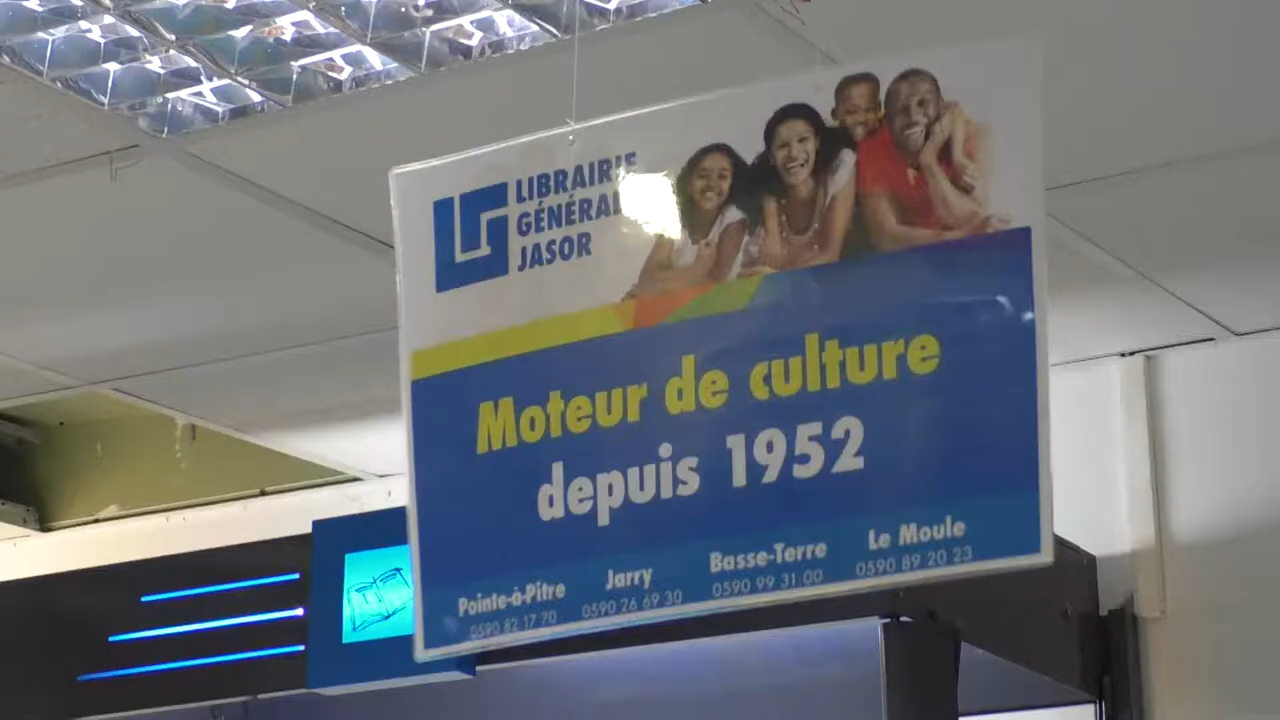 LIBRAIRIE
GÉNÉRALE
JASOR
Moteur de culture
depuis 1952
Pointe-à-Pitre
0590 82 17 70
Jarry
0590 26 69 30
Basse-Terre
0590 99 31 00
Le Moule
0590 89 20 23